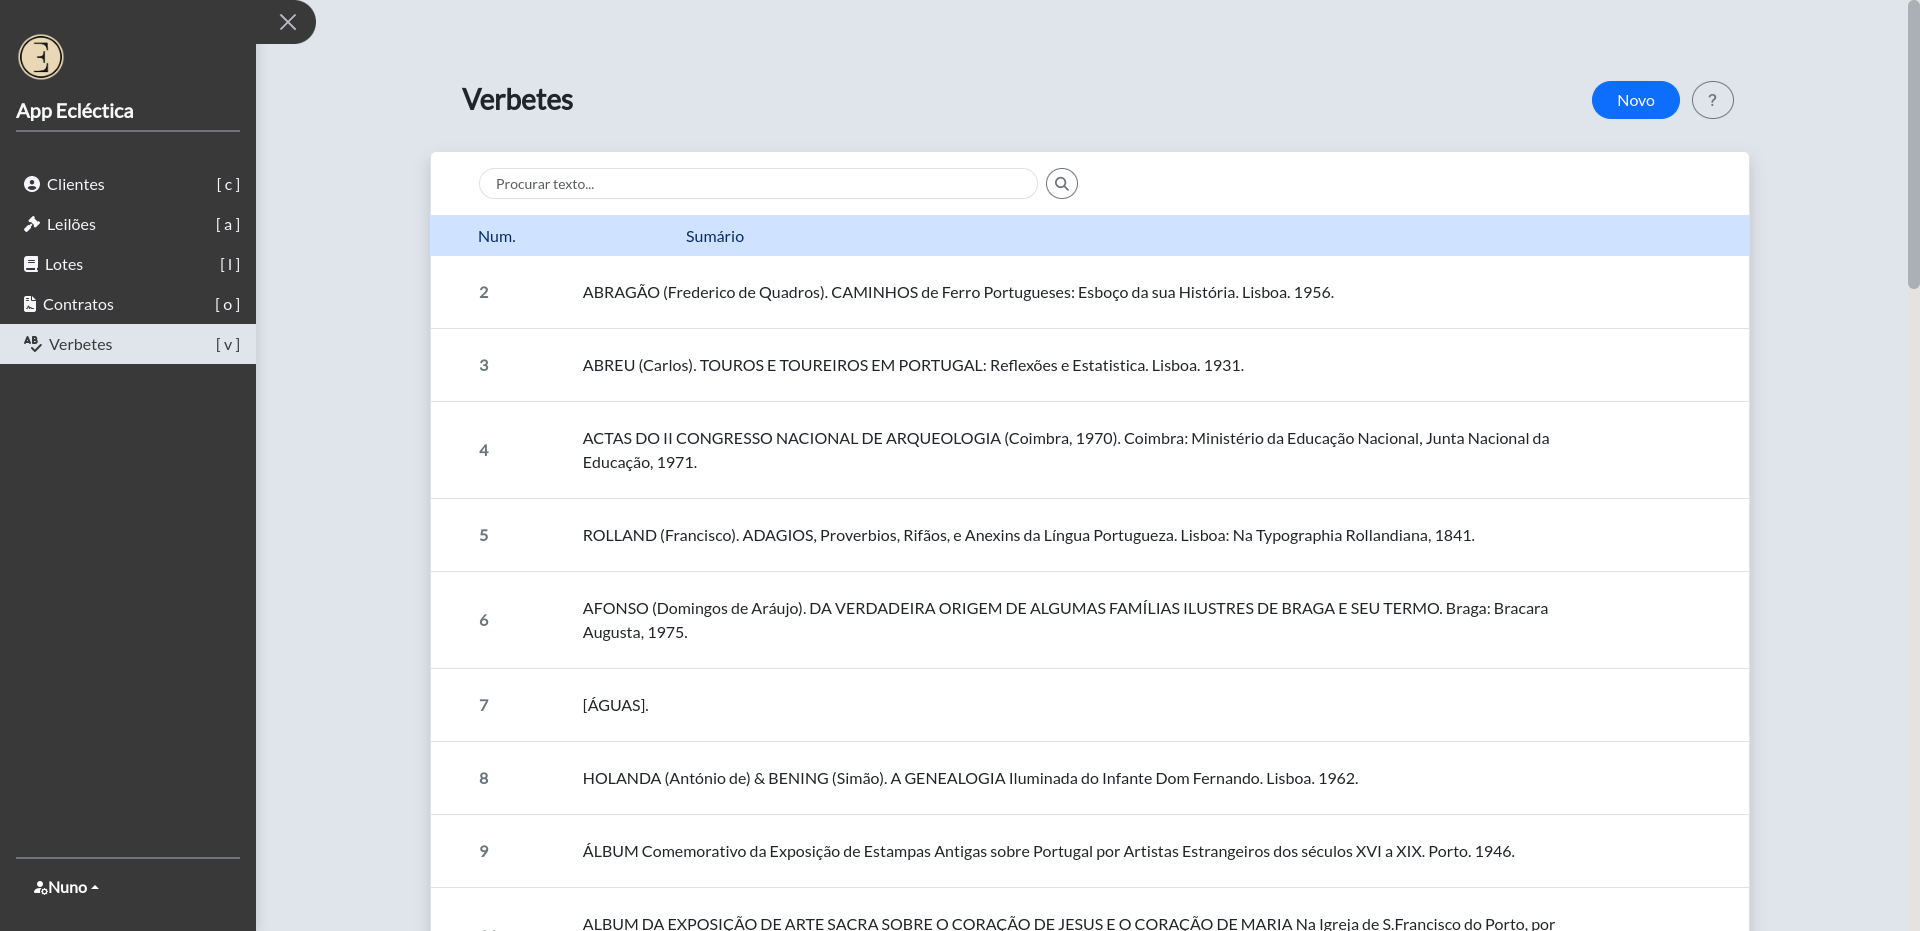 E
App Ecléctica
Clientes [ c ]
Leilões [ a ]
Lotes [ l ]
Contratos [ o ]
AB Verbetes [ v ]
Nuno
Verbetes
Novo ?
Procurar texto...
Num. Sumário
2 ABRAGÃO (Frederico de Quadros). CAMINHOS de Ferro Portugueses: Esboço da sua História. Lisboa. 1956.
3 ABREU (Carlos). TOUROS E TOUREIROS EM PORTUGAL: Reflexões e Estatistica. Lisboa. 1931.
4 ACTAS DO II CONGRESSO NACIONAL DE ARQUEOLOGIA (Coimbra, 1970). Coimbra: Ministério da Educação Nacional, Junta Nacional da
Educação, 1971.
5 ROLLAND (Francisco). ADAGIOS, Proverbios, Rifãos, e Anexins da Língua Portugueza. Lisboa: Na Typographia Rollandiana, 1841.
6 AFONSO (Domingos de Aráujo). DA VERDADEIRA ORIGEM DE ALGUMAS FAMÍLIAS ILUSTRES DE BRAGA E SEU TERMO. Braga: Bracara
Augusta, 1975.
7 [ÁGUAS].
8 HOLANDA (António de) & BENING (Simão). A GENEALOGIA Iluminada do Infante Dom Fernando. Lisboa. 1962.
9 ÁLBUM Comemorativo da Exposição de Estampas Antigas sobre Portugal por Artistas Estrangeiros dos séculos XVI a XIX. Porto. 1946.
ALBUM DA EXPOSIÇÃO DE ARTE SACRA SOBRE O CORAÇÃO DE JESUS E O CORAÇÃO DE MARIA Na Igreja de S.Francisco do Porto, por